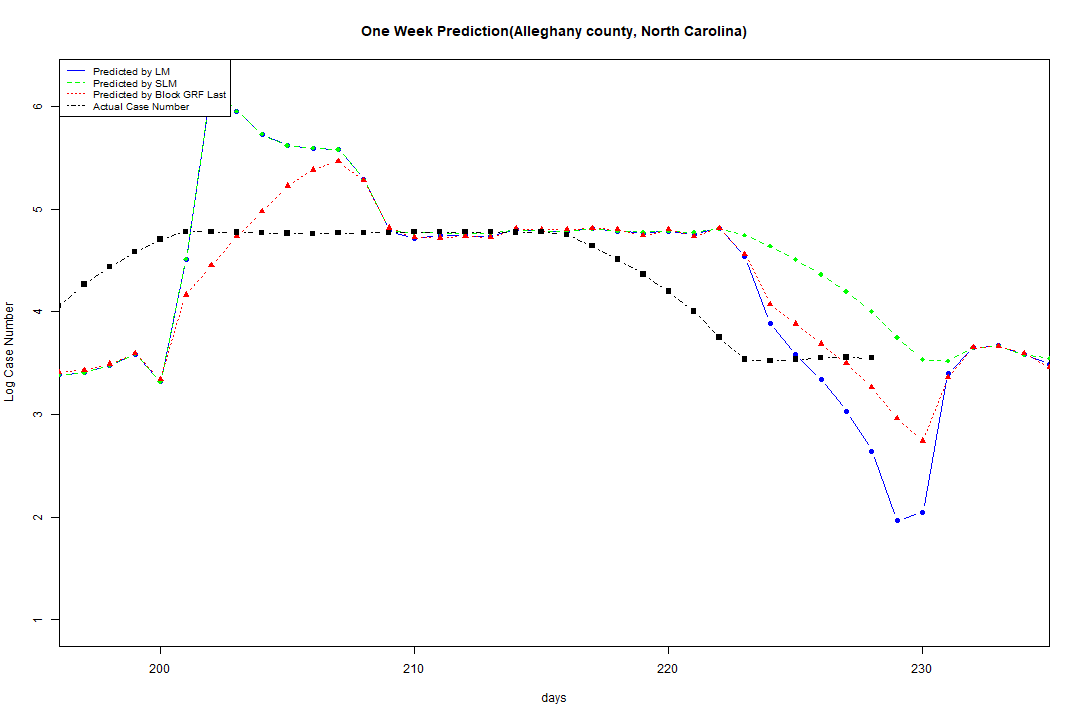 One Week Prediction(Alleghany county, North Carolina)
Predicted by LM
Predicted by SLM
Predicted by Block GRF Last
Actual Case Number
6
5
4
3
2
1
Log Case Number
200 210 220 230
days